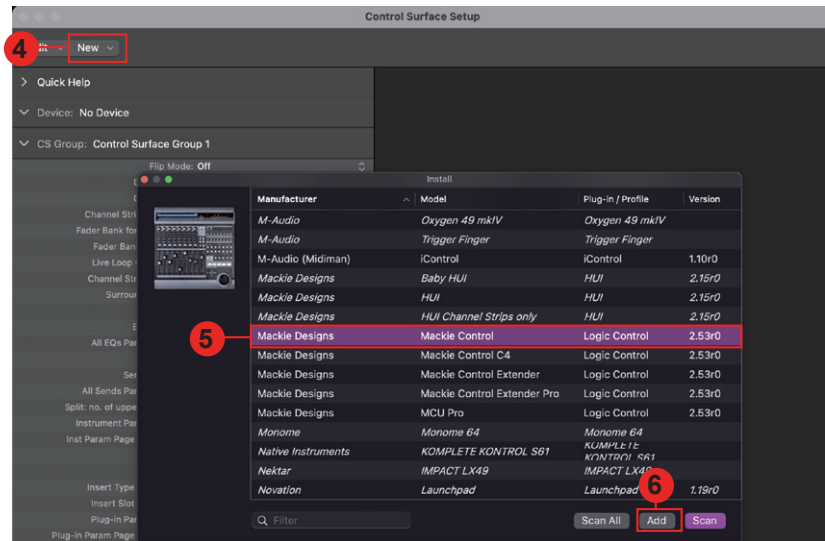 Control Surface Setup
4
New
Quick Help
Device: No Device
CS Group: Control Surface Group 1
Flip Mode: Off
Install
Manufacturer Model Plug-in / Profile Version
M-Audio Oxygen 49 mkIV Oxygen 49 mkIV
M-Audio Trigger Finger Trigger Finger
M-Audio (Midiman) iControl iControl 1.10r0
Mackie Designs Baby HUI HUI 2.15r0
Mackie Designs HUI HUI 2.15r0
Mackie Designs HUI Channel Strips only HUI 2.15r0
5
Mackie Designs Mackie Control Logic Control 2.53r0
Mackie Designs Mackie Control C4 Logic Control 2.53r0
Mackie Designs Mackie Control Extender Logic Control 2.53r0
Mackie Designs Mackie Control Extender Pro Logic Control 2.53r0
Mackie Designs MCU Pro Logic Control 2.53r0
Monome Monome 64 Monome 64
Native Instruments KOMPLETE KONTROL S61 KOMPLETE KONTROL S61
Nektar IMPACT LX49 IMPACT LX49
Novation Launchpad Launchpad 1.19r0
6
Filter
Scan All Add Scan
Channel Stri
Fader Bank for
Fader Ban
Live Loop
Channel Str
Surrou
All EQs Par
Sen
All Sends Par
Split: no. of uppe
Instrument Par
Inst Param Page
Insert Type
Insert Slot
Plug-in Par
Plug-in Param Page